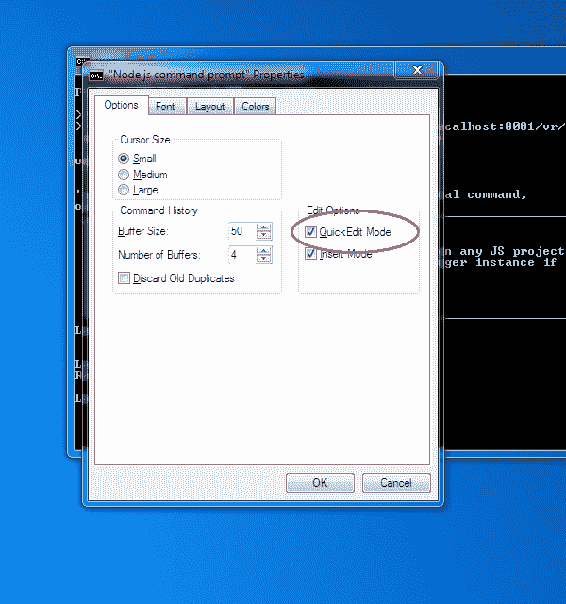 "Node.js command prompt" Properties
Options Font Layout Colors
Cursor Size
Small
Medium
Large
Command History
Buffer Size: 50
Number of Buffers: 4
Discard Old Duplicates
Edit Options
QuickEdit Mode
Insert Mode
OK Cancel
calhost:8081/vr/
al command,
n any JS project
ger instance if